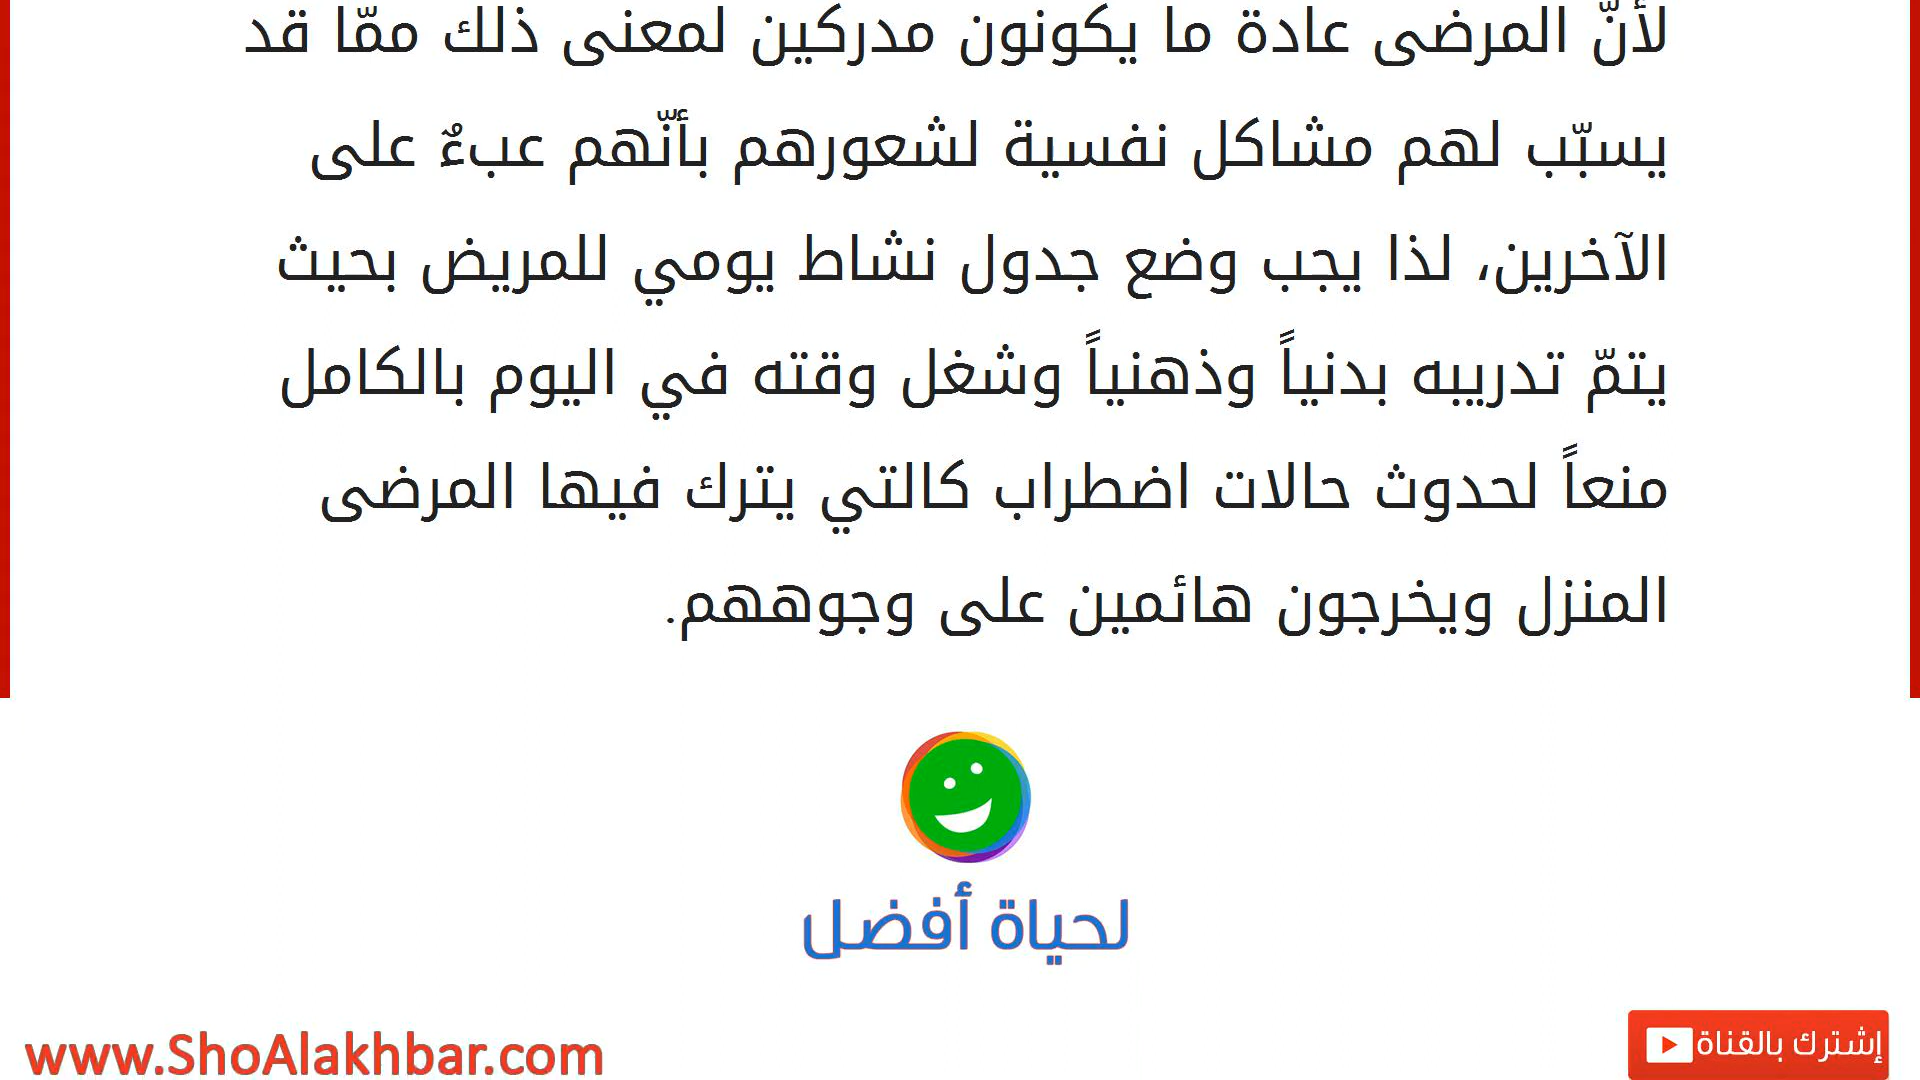 لأنّ المرضى عادة ما يكونون مدركين لمعنى ذلك ممّا قد
يسبّب لهم مشاكل نفسية لشعورهم بأنّهم عبءٌ على
الآخرين، لذا يجب وضع جدول نشاط يومي للمريض بحيث
يتمّ تدريبه بدنياً وذهنياً وشغل وقته في اليوم بالكامل
منعاً لحدوث حالات اضطراب كالتي يترك فيها المرضى
المنزل ويخرجون هائمين على وجوههم.
لحياة أفضل
www.ShoAlakhbar.com
إشترك بالقناة